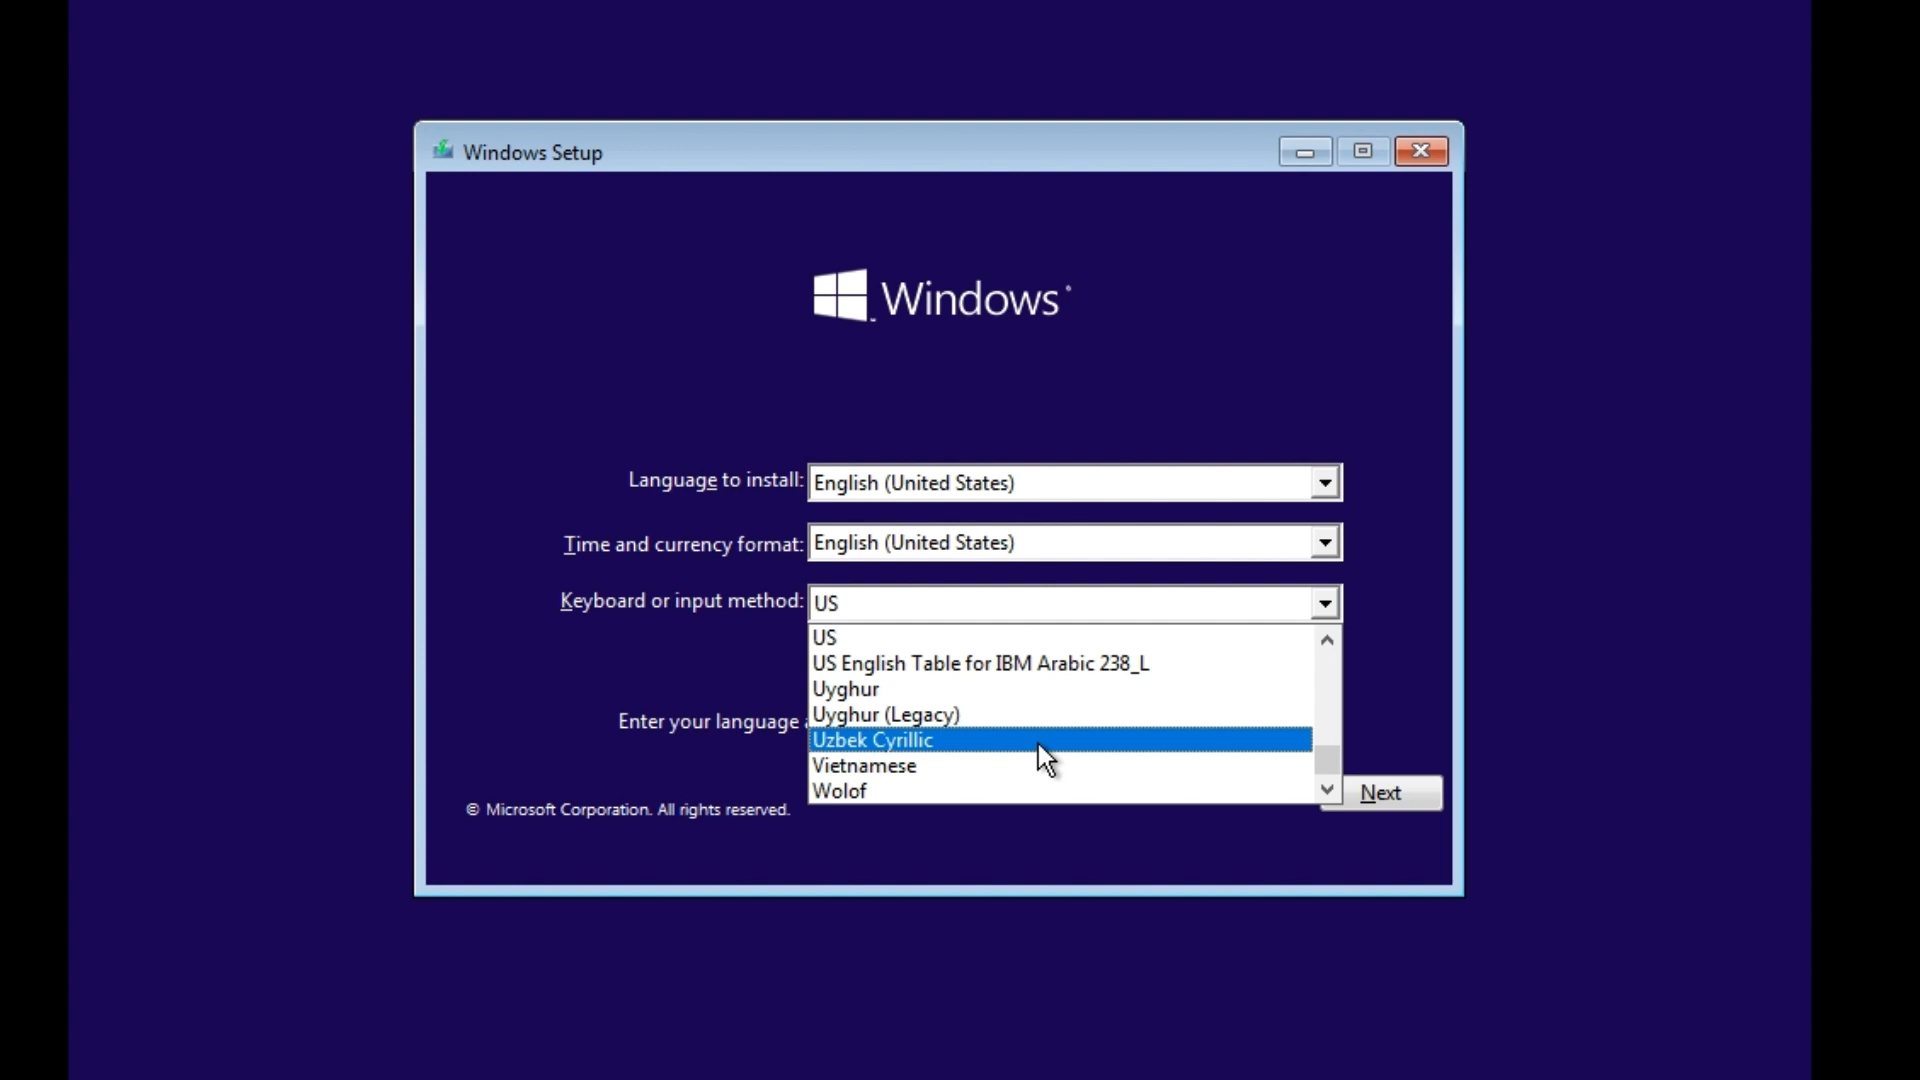 Windows Setup
Windows
Language to install: English (United States)
Time and currency format: English (United States)
Keyboard or input method: US
US
US English Table for IBM Arabic 238_L
Uyghur
Uyghur (Legacy)
Enter your language
Uzbek Cyrillic
Vietnamese
Wolof
Next
© Microsoft Corporation. All rights reserved.